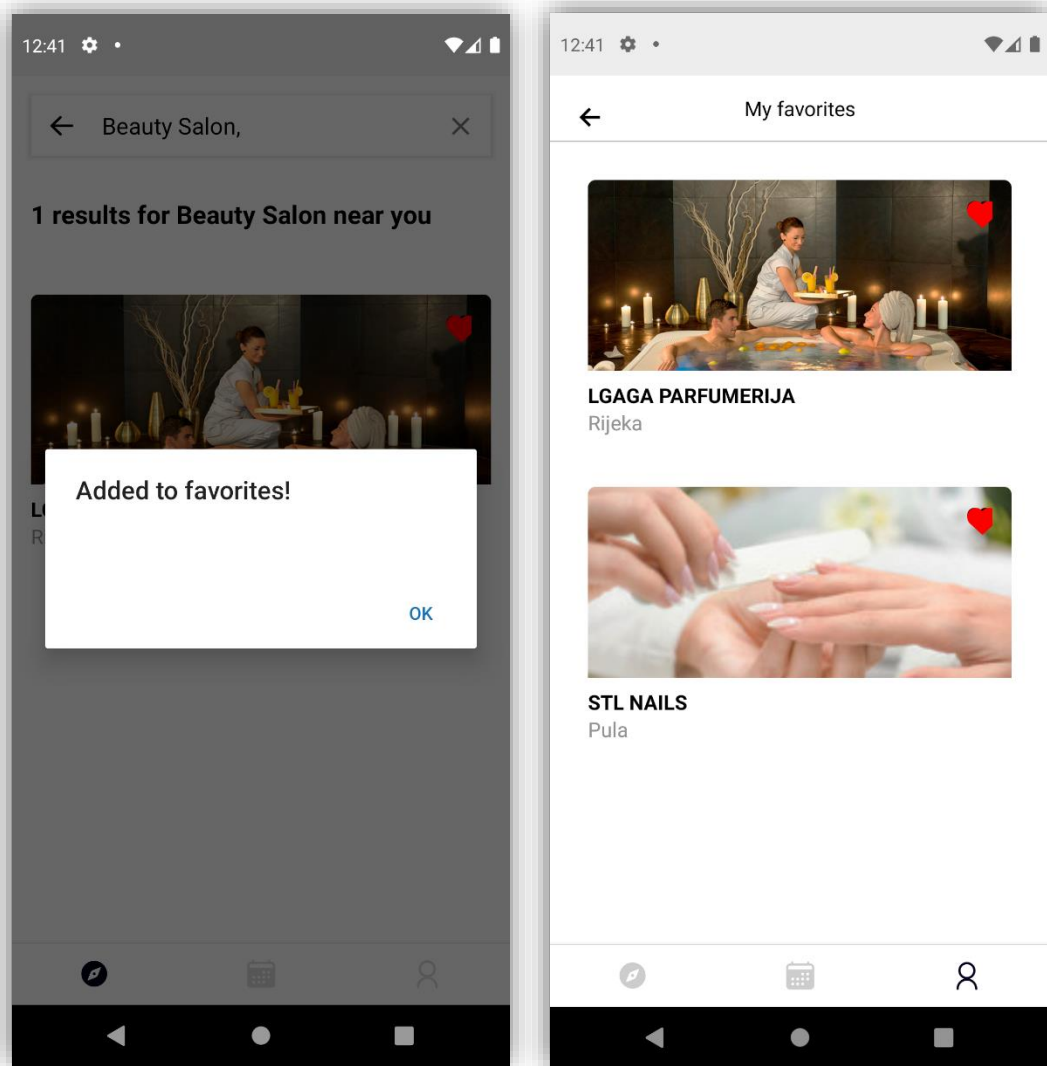 12:41
Beauty Salon,
1 results for Beauty Salon near you
Added to favorites!
L
R
OK
12:41
My favorites
LGAGA PARFUMERIJA
Rijeka
STL NAILS
Pula